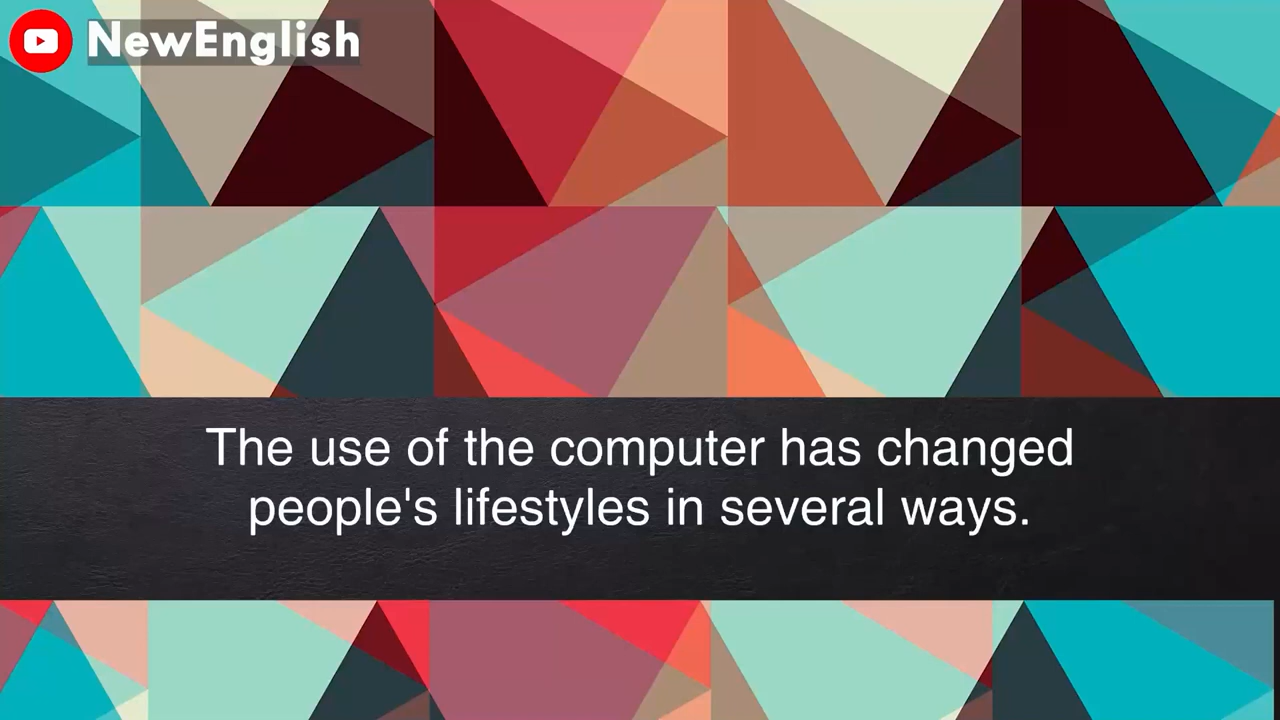 NewEnglish
The use of the computer has changed
people's lifestyles in several ways.